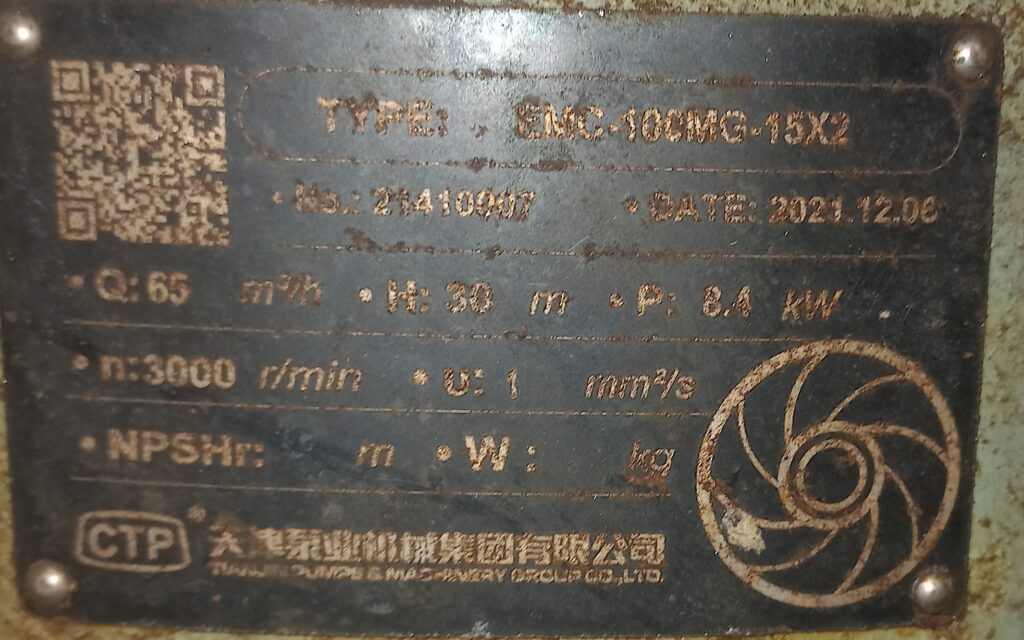 TYPE: EMC-100MG-15X2
No.: 21410007 DATE: 2021.12.06
Q: 65 m³/h H: 30 m P: 8.4 kW
n: 3000 r/min υ: 1 mm²/s
NPSHr: m W: kg
CTP® 天津泵业机械集团有限公司
TIANJIN PUMPS & MACHINERY GROUP CO.,LTD.